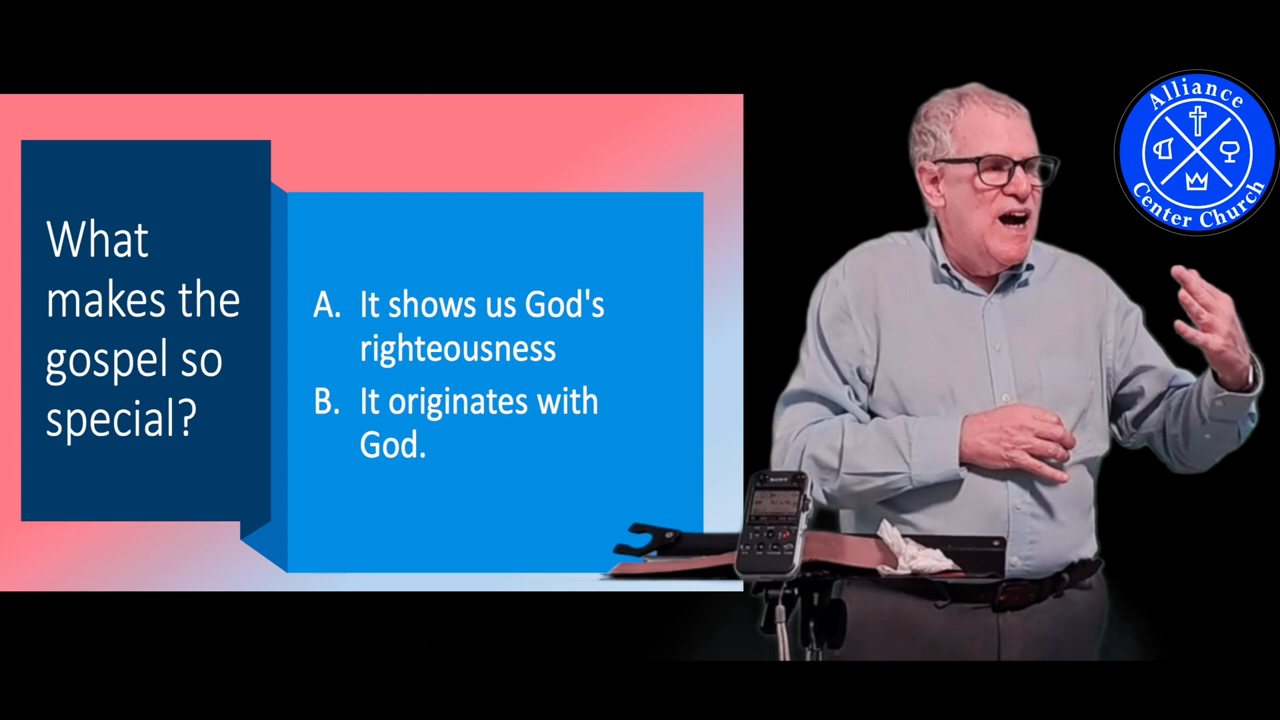 What
makes the
gospel so
special?
A. It shows us God's
righteousness
B. It originates with
God.
Alliance
Center Church
SONY